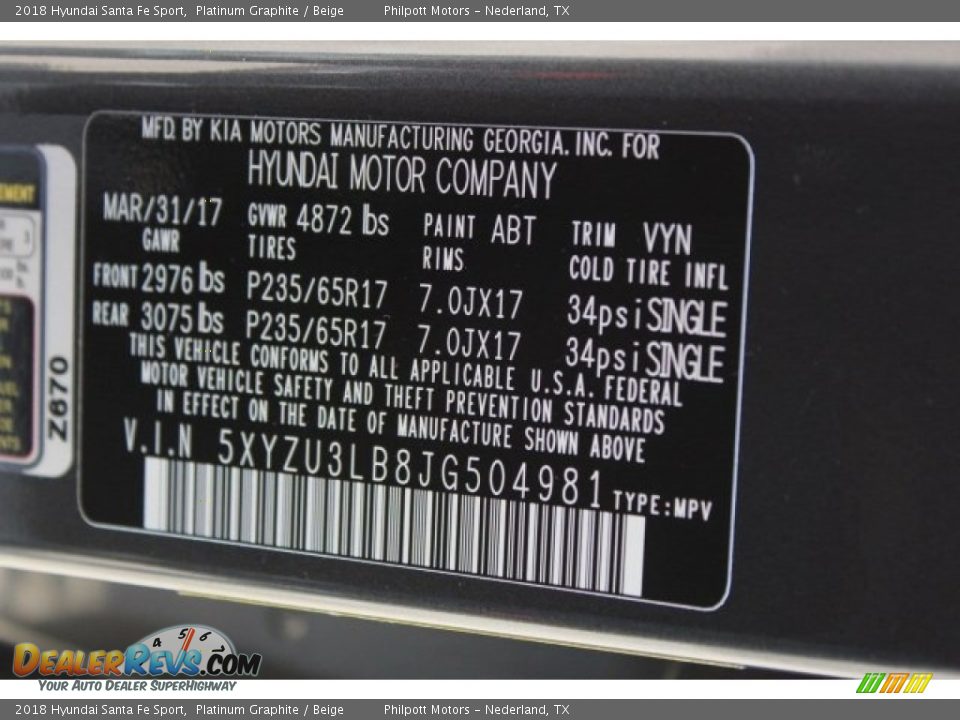 2018 Hyundai Santa Fe Sport,  Platinum Graphite / Beige          Philpott Motors - Nederland, TX
MFD. BY KIA MOTORS MANUFACTURING GEORGIA. INC. FOR
HYUNDAI MOTOR COMPANY
MAR/31/17 GVWR 4872 lbs PAINT ABT TRIM VYN
GAWR TIRES RIMS COLD TIRE INFL
FRONT 2976 lbs P235/65R17 7.0JX17 34psi SINGLE
REAR 3075 lbs P235/65R17 7.0JX17 34psi SINGLE
THIS VEHICLE CONFORMS TO ALL APPLICABLE U.S.A. FEDERAL
MOTOR VEHICLE SAFETY AND THEFT PREVENTION STANDARDS
IN EFFECT ON THE DATE OF MANUFACTURE SHOWN ABOVE
V.I.N 5XYZU3LB8JG504981 TYPE:MPV
Z670
4 5 6
DEALERREVS.COM
YOUR AUTO DEALER SUPERHIGHWAY
2018 Hyundai Santa Fe Sport,  Platinum Graphite / Beige          Philpott Motors - Nederland, TX